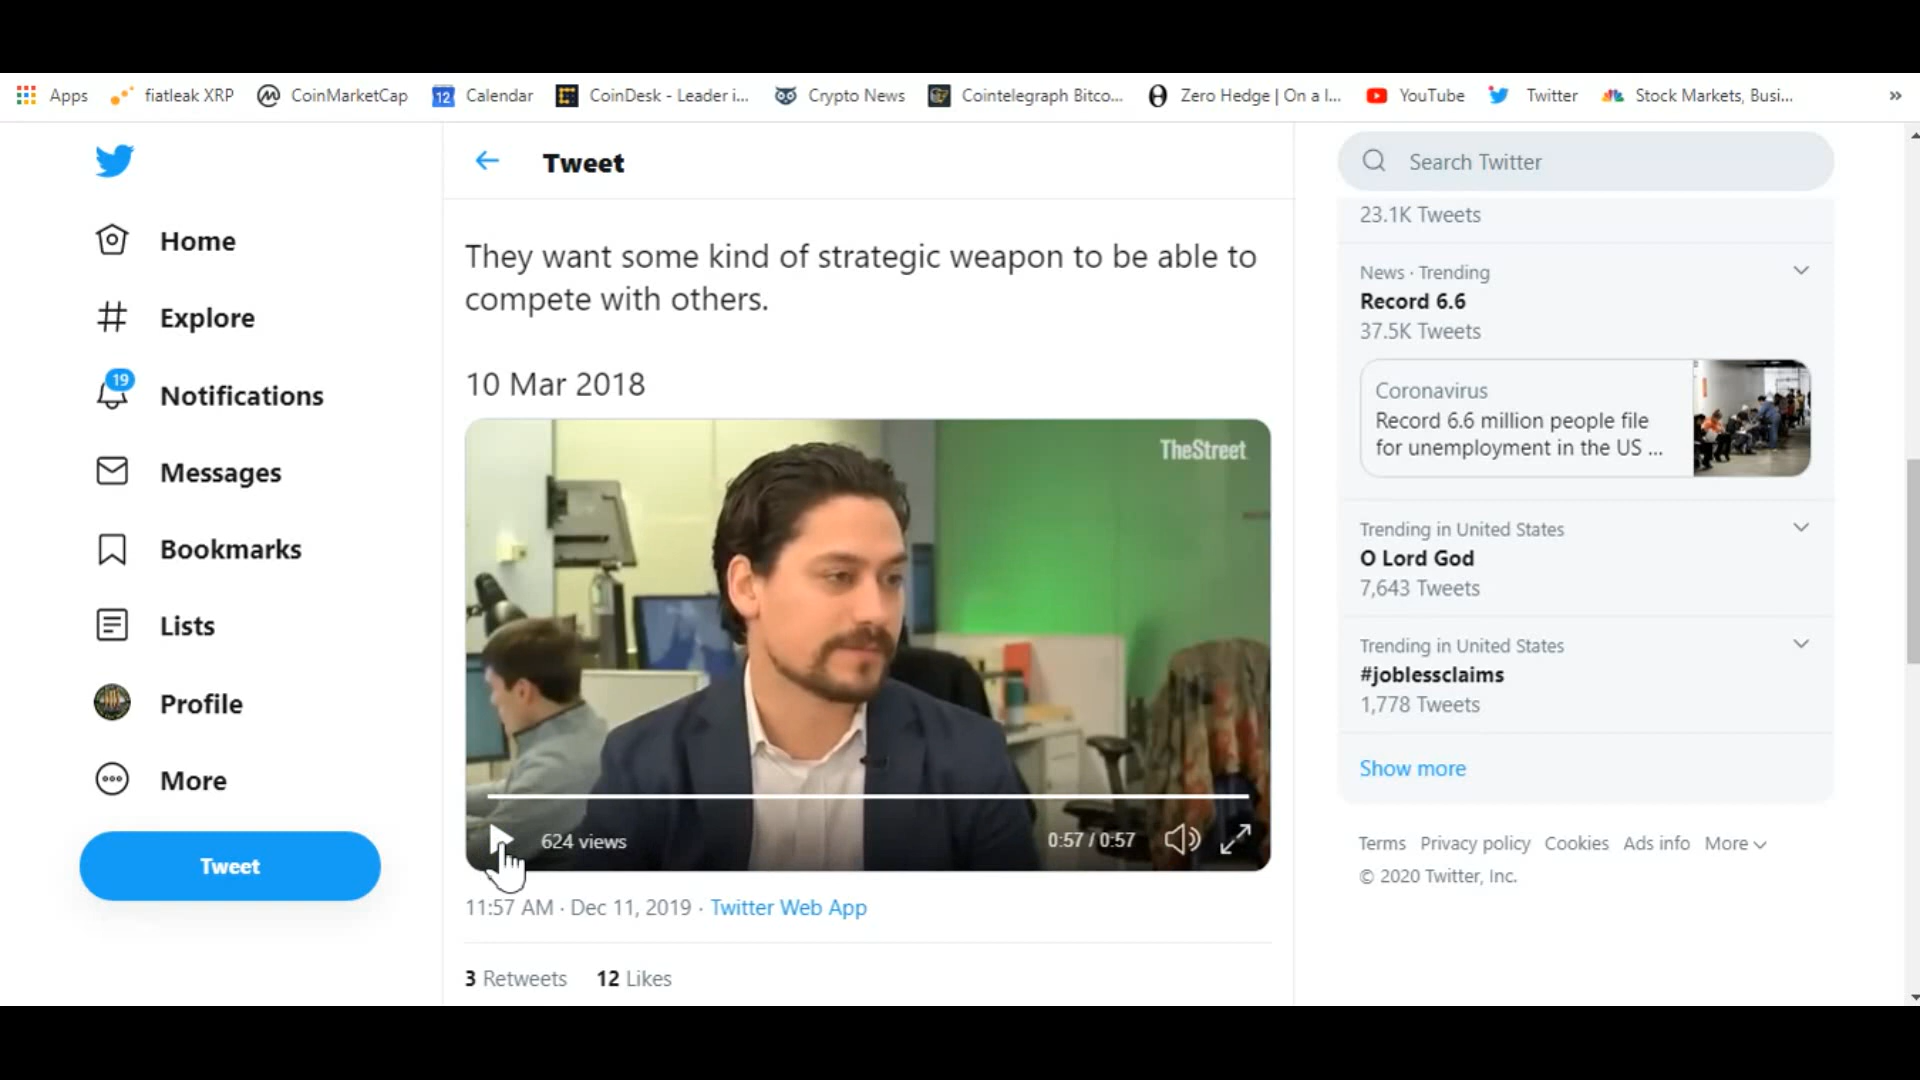 Apps
fiatleak XRP
CoinMarketCap
12
Calendar
CoinDesk - Leader i...
Crypto News
Cointelegraph Bitco...
Zero Hedge | On a l...
YouTube
Twitter
Stock Markets, Busi...
»
Home
Explore
19
Notifications
Messages
Bookmarks
Lists
Profile
More
Tweet
Tweet
They want some kind of strategic weapon to be able to
compete with others.
10 Mar 2018
TheStreet
624 views
0:57 / 0:57
11:57 AM · Dec 11, 2019 · Twitter Web App
3 Retweets 12 Likes
Search Twitter
23.1K Tweets
News · Trending
Record 6.6
37.5K Tweets
Coronavirus
Record 6.6 million people file
for unemployment in the US ...
Trending in United States
O Lord God
7,643 Tweets
Trending in United States
#joblessclaims
1,778 Tweets
Show more
Terms Privacy policy Cookies Ads info More
© 2020 Twitter, Inc.